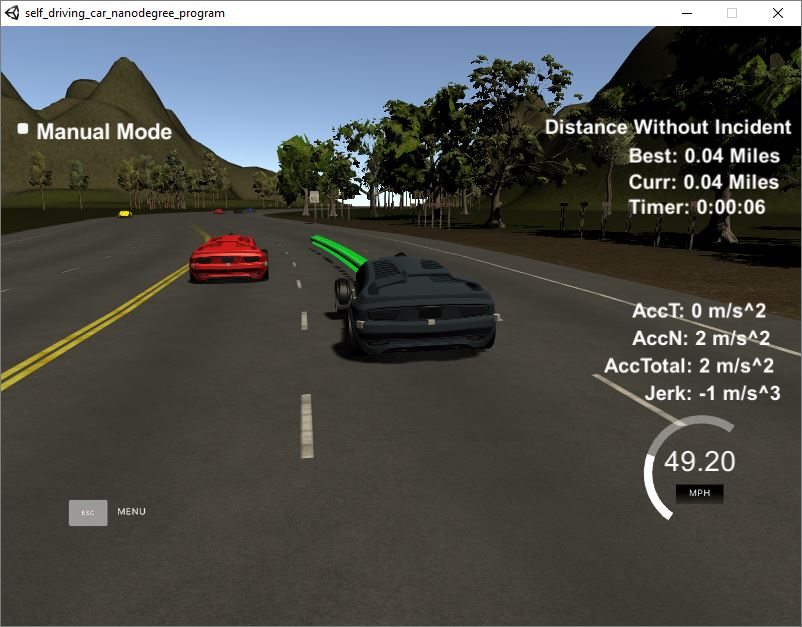 self_driving_car_nanodegree_program
Manual Mode
Distance Without Incident
Best: 0.04 Miles
Curr: 0.04 Miles
Timer: 0:00:06
AccT: 0 m/s^2
AccN: 2 m/s^2
AccTotal: 2 m/s^2
Jerk: -1 m/s^3
49.20
MPH
ESC MENU